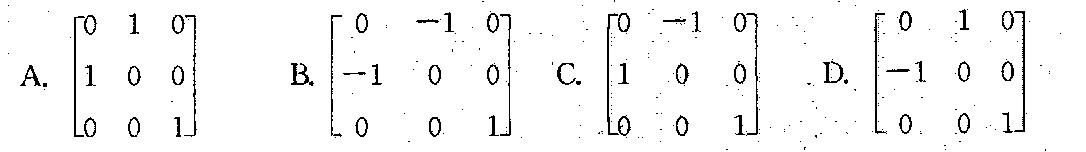 0 1 0 0 -1 0 0 -1 0 0 1 0
A. 1 0 0 B. -1 0 0 C. 1 0 0 D. -1 0 0
0 0 1 0 0 1 0 0 1 0 0 1